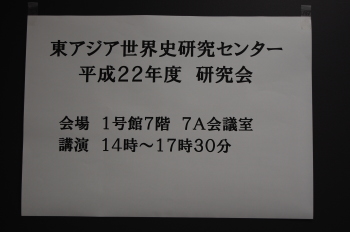 東アジア世界史研究センター
平成22年度 研究会
会場 1号館7階 7A会議室
講演 14時～17時30分